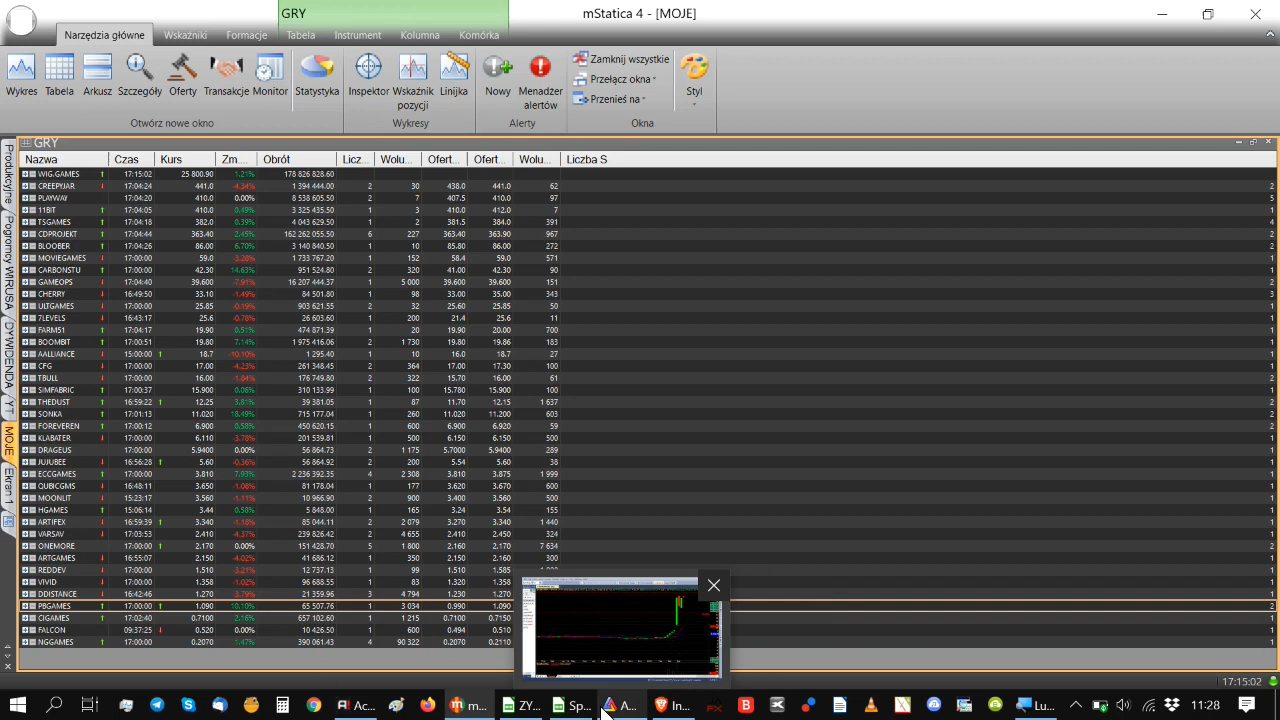 GRY
mStatica 4 - [MOJE]
Narzędzia główne Wskaźniki Formacje Tabela Instrument Kolumna Komórka
Wykres Tabela Arkusz Szczegóły Oferty Transakcje Monitor Statystyka Inspektor Wskaźnik pozycji Linijka Nowy Menadżer alertów Zamknij wszystkie Przełącz okna Przenieś na Styl
Otwórz nowe okno Wykresy Alerty Okna
GRY
Nazwa Czas Kurs Zm.... Obrót Licz... Wolu... Ofert... Ofert... Wolu... Liczba S
WIG.GAMES 17:15:02 25 800.90 1.21% 178 826 828.60
CREEPYJAR 17:04:24 441.0 -4.34% 1 394 444.00 2 30 438.0 441.0 62 2
PLAYWAY 17:04:20 410.0 0.00% 8 538 605.50 2 7 407.5 410.0 97 5
11BIT 17:04:05 410.0 0.49% 3 325 435.50 1 3 410.0 412.0 7 1
TSGAMES 17:04:18 382.0 0.39% 4 043 629.50 1 2 381.5 382.0 391 4
CDPROJEKT 17:04:44 363.40 2.45% 162 262 055.50 6 227 363.40 363.90 967 2
BLOOBER 17:04:26 86.00 6.70% 3 140 840.50 1 10 85.80 86.00 272 2
MOVIEGAMES 17:00:00 59.0 -3.28% 1 733 767.20 1 152 58.4 59.0 571 1
CARBONSTU 17:00:00 42.30 14.63% 951 524.80 2 320 41.00 42.30 90 1
GAMEOPS 17:04:40 39.600 -7.91% 16 207 444.37 1 5 000 39.600 39.600 151 1
CHERRY 16:49:50 33.10 -1.49% 84 501.80 1 98 33.00 35.00 343 3
ULTGAMES 17:00:00 25.85 -0.19% 903 621.55 2 32 25.60 25.85 50 1
7LEVELS 16:43:17 25.6 -0.78% 26 603.60 1 200 21.4 25.6 11 1
FARM51 17:04:17 19.90 0.51% 474 871.39 1 20 19.90 20.00 700 1
BOOMBIT 17:00:51 19.80 7.14% 1 975 416.06 2 1 730 19.80 19.86 183 1
AALLIANCE 15:00:00 18.7 -10.10% 1 295.40 1 10 16.0 18.7 27 1
CFG 17:00:00 17.00 -4.23% 261 348.45 2 364 17.00 17.30 100 1
TBULL 17:00:00 16.00 -1.84% 176 749.80 2 322 15.70 16.00 61 2
SIMFABRIC 17:00:37 15.900 0.06% 310 133.99 1 100 15.780 15.900 100 1
THEDUST 16:59:22 12.25 3.81% 39 381.05 1 87 11.70 12.15 1 637 2
SONKA 17:01:13 11.020 18.49% 715 177.04 1 260 11.020 11.200 603 2
FOREVEREN 17:00:12 6.900 0.58% 450 620.15 1 600 6.900 6.920 59 2
KLABATER 17:00:00 6.110 -3.78% 201 539.81 1 500 6.150 6.150 500 1
DRAGEUS 17:00:00 5.9400 0.00% 56 864.73 2 1 175 5.7000 5.9400 289 1
JUJUBEE 16:56:28 5.60 -0.36% 56 864.92 2 200 5.54 5.60 38 1
ECCGAMES 17:00:00 3.810 7.93% 2 236 392.35 4 2 308 3.810 3.875 1 999 1
QUBICGMS 16:48:11 3.650 -1.08% 81 178.04 1 177 3.620 3.670 600 1
MOONLIT 15:23:17 3.560 -1.11% 10 966.90 2 900 3.400 3.560 500 1
HGAMES 15:06:14 3.44 0.58% 5 848.00 1 165 3.24 3.54 155 1
ARTIFEX 16:59:39 3.340 -1.18% 85 044.11 2 2 079 3.270 3.340 1 440 2
VARSAV 17:03:53 2.410 -4.37% 239 826.42 2 4 655 2.410 2.450 324 1
ONEMORE 17:00:00 2.170 0.00% 151 428.70 5 1 800 2.160 2.170 7 634 2
ARTGAMES 16:55:07 2.150 -4.02% 41 686.12 1 350 2.150 2.160 300 1
REDDEV 17:00:00 1.510 -3.21% 12 737.13 1 99 1.510 1.585 1
VIVID 17:00:00 1.358 -1.02% 96 688.55 1 83 1.320 1.358 1
DDISTANCE 16:42:46 1.270 -3.79% 21 359.96 3 4 794 1.230 1.270 1
PBGAMES 17:00:00 1.090 10.10% 65 507.76 1 3 034 0.990 1.090 2
CIGAMES 17:02:40 0.7100 2.16% 657 102.60 1 1 215 0.7100 0.7150 1
FALCON 09:37:25 0.520 10 426.50 1 600 0.494 0.510 1
NGGAMES 17:00:00 0.2070 1.47% 390 061.43 4 90 322 0.2070 0.2110 1
Produkcyjne
Pogromcy WIRUSA
DYWIDENDA
YT
MOJE
Ekran 1
17:15:02
Ac... m... ZY... Sp... A... In... Lu... 11:28